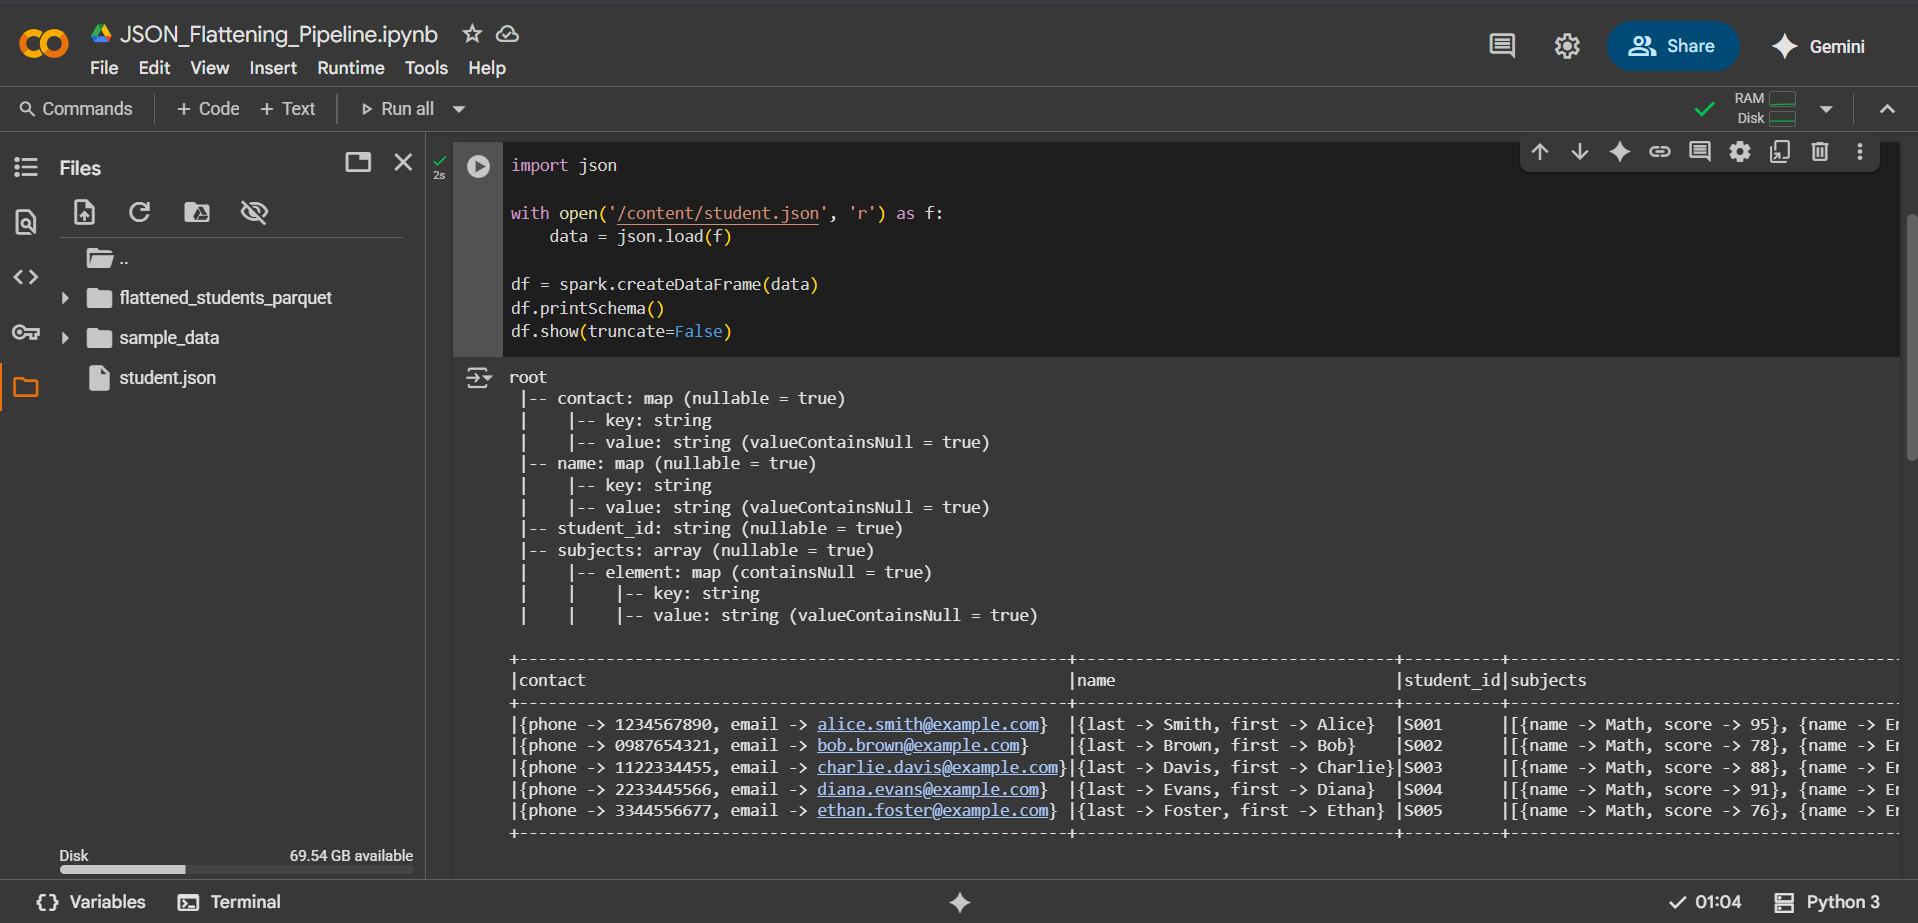 JSON_Flattening_Pipeline.ipynb
File Edit View Insert Runtime Tools Help
Share
Gemini
Commands + Code + Text Run all
RAM
Disk
Files
..
flattened_students_parquet
sample_data
student.json
Disk 69.54 GB available
2s
import json
with open('/content/student.json', 'r') as f:
    data = json.load(f)
df = spark.createDataFrame(data)
df.printSchema()
df.show(truncate=False)
root
 |-- contact: map (nullable = true)
 |    |-- key: string
 |    |-- value: string (valueContainsNull = true)
 |-- name: map (nullable = true)
 |    |-- key: string
 |    |-- value: string (valueContainsNull = true)
 |-- student_id: string (nullable = true)
 |-- subjects: array (nullable = true)
 |    |-- element: map (containsNull = true)
 |    |    |-- key: string
 |    |    |-- value: string (valueContainsNull = true)
+---------------------------------------------------------+---------------------------------+----------+----------------------------------------
|contact                                                  |name                             |student_id|subjects
+---------------------------------------------------------+---------------------------------+----------+----------------------------------------
|{phone -> 1234567890, email -> alice.smith@example.com}  |{last -> Smith, first -> Alice}  |S001      |[{name -> Math, score -> 95}, {name -> En
|{phone -> 0987654321, email -> bob.brown@example.com}    |{last -> Brown, first -> Bob}    |S002      |[{name -> Math, score -> 78}, {name -> En
|{phone -> 1122334455, email -> charlie.davis@example.com}|{last -> Davis, first -> Charlie}|S003      |[{name -> Math, score -> 88}, {name -> En
|{phone -> 2233445566, email -> diana.evans@example.com}  |{last -> Evans, first -> Diana}  |S004      |[{name -> Math, score -> 91}, {name -> En
|{phone -> 3344556677, email -> ethan.foster@example.com} |{last -> Foster, first -> Ethan} |S005      |[{name -> Math, score -> 76}, {name -> En
+---------------------------------------------------------+---------------------------------+----------+----------------------------------------
Variables
Terminal
01:04
Python 3